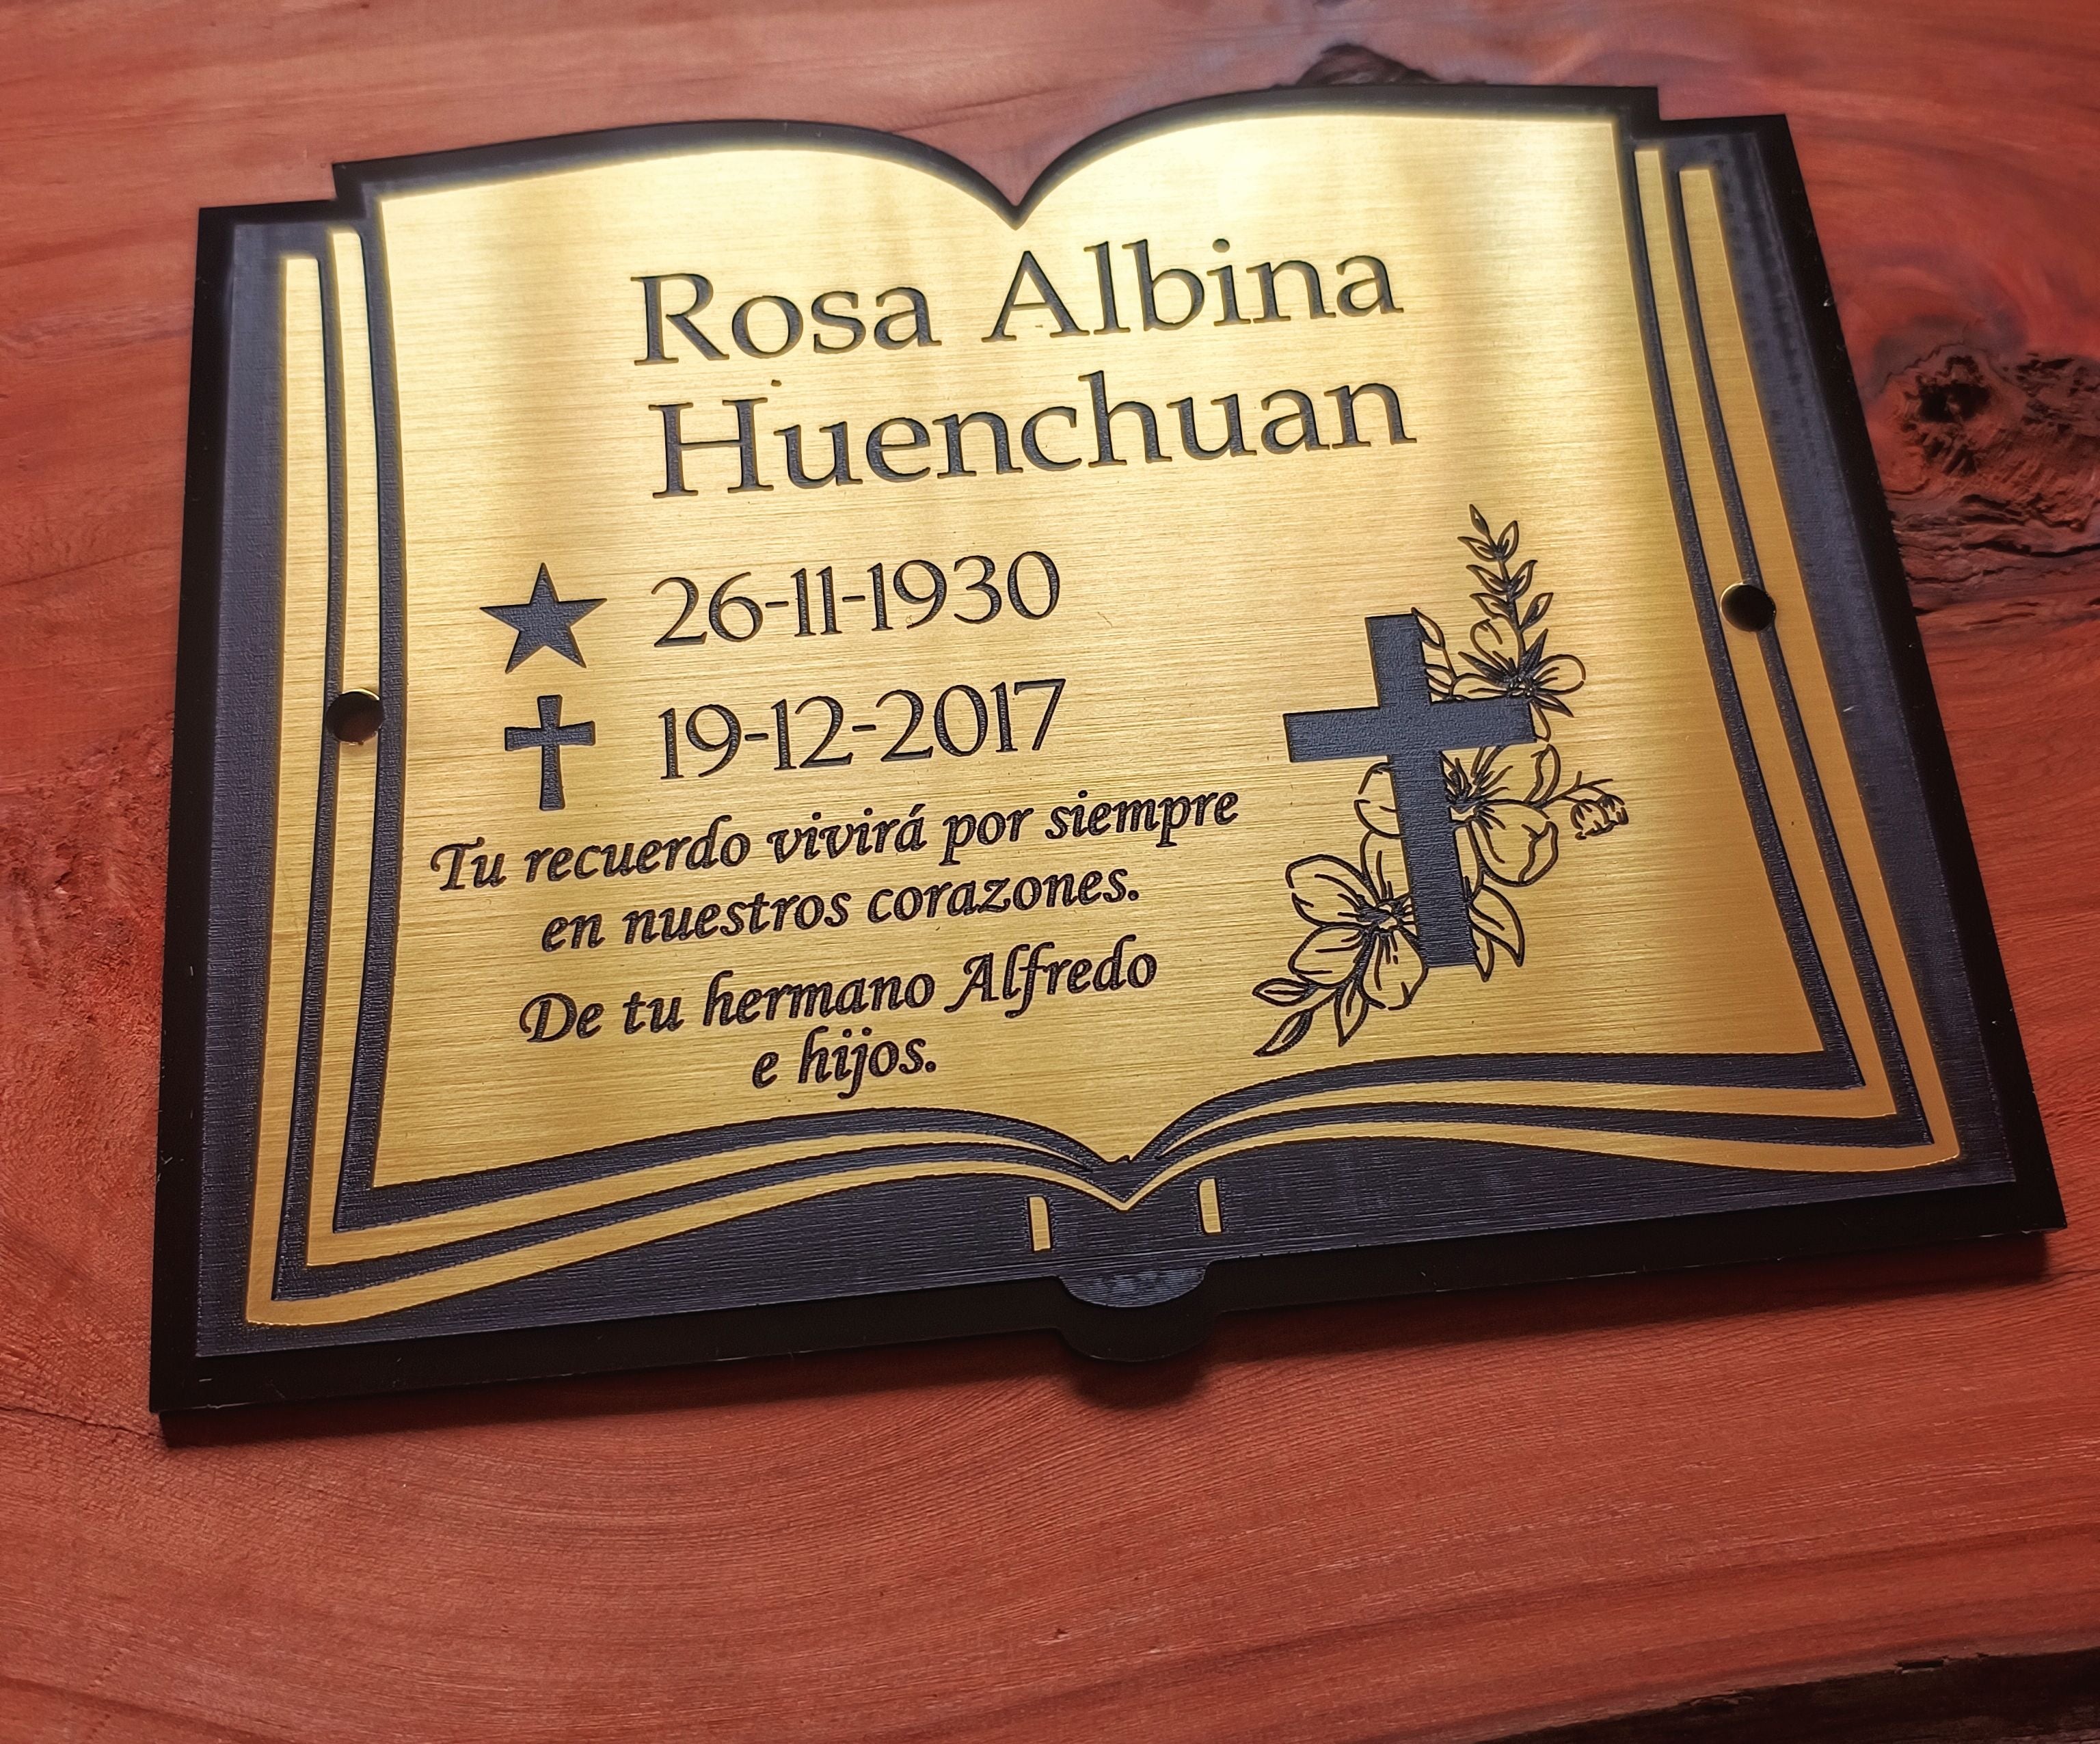 Rosa Albina
Huenchuan
26-11-1930
19-12-2017
Tu recuerdo vivirá por siempre
en nuestros corazones.
De tu hermano Alfredo
e hijos.